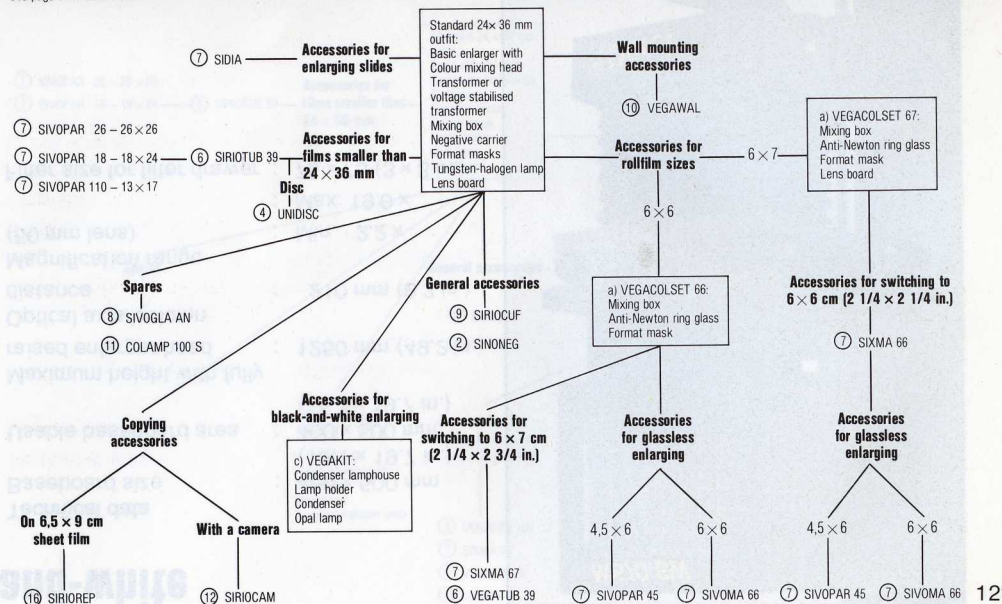 Standard 24×36 mm
outfit:
Basic enlarger with
Colour mixing head
Transformer or
voltage stabilised
transformer
Mixing box
Negative carrier
Format masks
Tungsten-halogen lamp
Lens board
⑦ SIDIA
Accessories for
enlarging slides
Wall mounting
accessories
⑩ VEGAWAL
⑦ SIVOPAR 26 – 26×26
⑦ SIVOPAR 18 – 18×24
⑦ SIVOPAR 110 – 13×17
⑥ SIRIOTUB 39
Accessories for
films smaller than
24×36 mm
Disc
④ UNIDISC
Accessories for
rollfilm sizes
6×7
a) VEGACOLSET 67:
Mixing box
Anti-Newton ring glass
Format mask
Lens board
6×6
Spares
⑧ SIVOGLA AN
⑪ COLAMP 100 S
General accessories
⑨ SIRIOCUF
② SINONEG
a) VEGACOLSET 66:
Mixing box
Anti-Newton ring glass
Format mask
Accessories for switching to
6×6 cm (2 1/4 × 2 1/4 in.)
⑦ SIXMA 66
Copying
accessories
Accessories for
black-and-white enlarging
c) VEGAKIT:
Condenser lamphouse
Lamp holder
Condenser
Opal lamp
Accessories for
switching to 6 × 7 cm
(2 1/4 × 2 3/4 in.)
Accessories
for glassless
enlarging
Accessories
for glassless
enlarging
On 6,5 × 9 cm
sheet film
With a camera
4,5×6
6×6
4,5×6
6×6
⑯ SIRIOREP
⑫ SIRIOCAM
⑦ SIXMA 67
⑥ VEGATUB 39
⑦ SIVOPAR 45
⑦ SIVOMA 66
⑦ SIVOPAR 45
⑦ SIVOMA 66
12